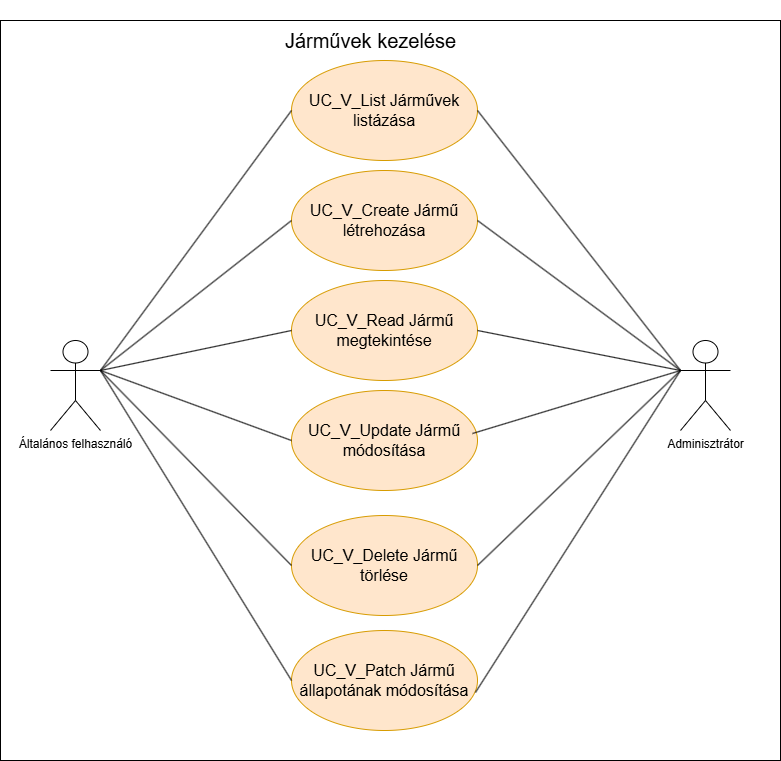 Járművek kezelése
UC_V_List Járművek
listázása
UC_V_Create Jármű
létrehozása
UC_V_Read Jármű
megtekintése
UC_V_Update Jármű
módosítása
Általános felhasználó
Adminisztrátor
UC_V_Delete Jármű
törlése
UC_V_Patch Jármű
állapotának módosítása